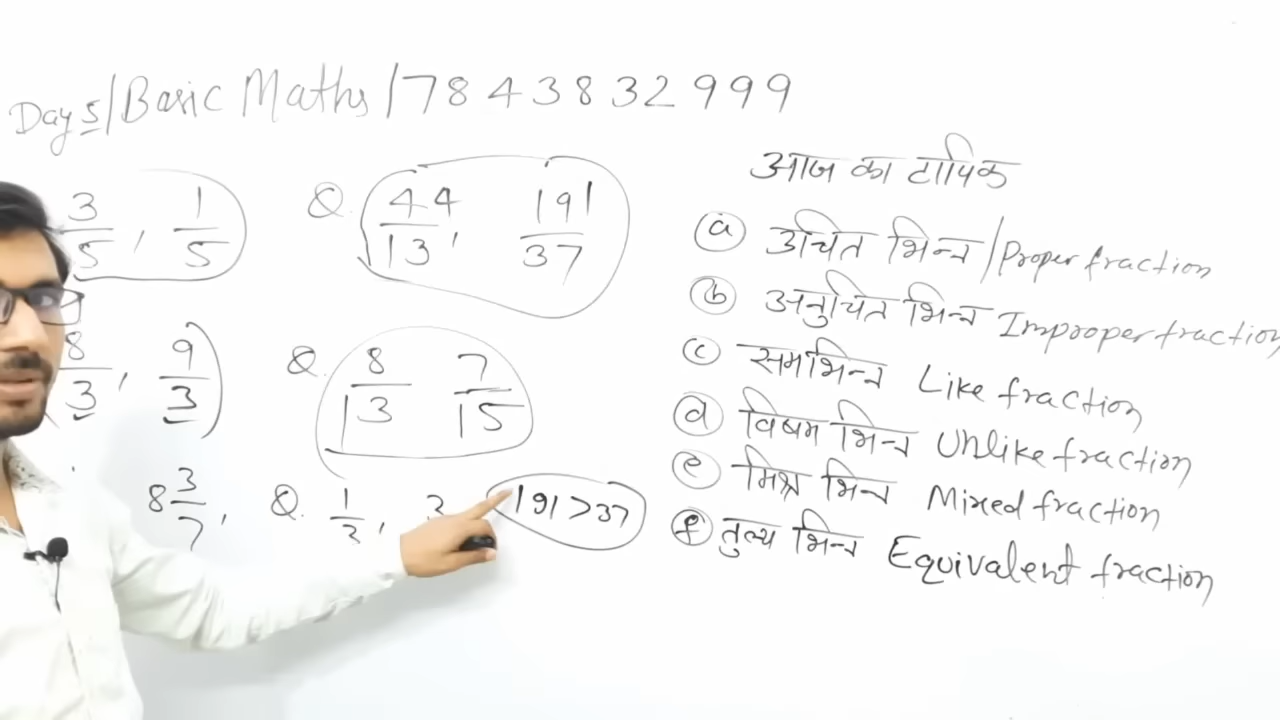 Day 5/Basic Maths/7843832999
3/5, 1/5 Q. 44/13, 191/37
8/3, 9/3 Q. 8/13 7/15
8 3/7, Q. 1/2, 191>37
आज का टापिक
(a) उचित भिन्न/Proper fraction
(b) अनुचित भिन्न Improper fraction
(c) समभिन्न Like fraction
(d) विषम भिन्न Unlike fraction
(e) मिश्र भिन्न Mixed fraction
(f) तुल्य भिन्न Equivalent fraction